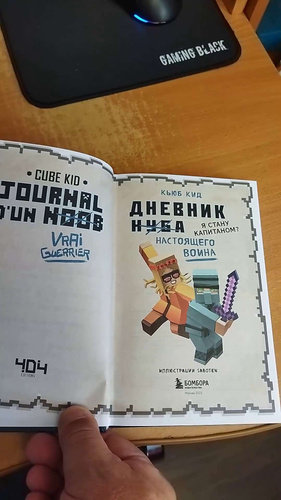 GAMING BLACK
• CUBE KID •
JOURNAL
D'UN NOOB
VRAI
GUERRIER
404
КЬЮБ КИД
ДНЕВНИК
НУБА
Я СТАНУ
КАПИТАНОМ?
НАСТОЯЩЕГО
ВОИНА
ИЛЛЮСТРАЦИИ SABOTEN
БОМБОРА